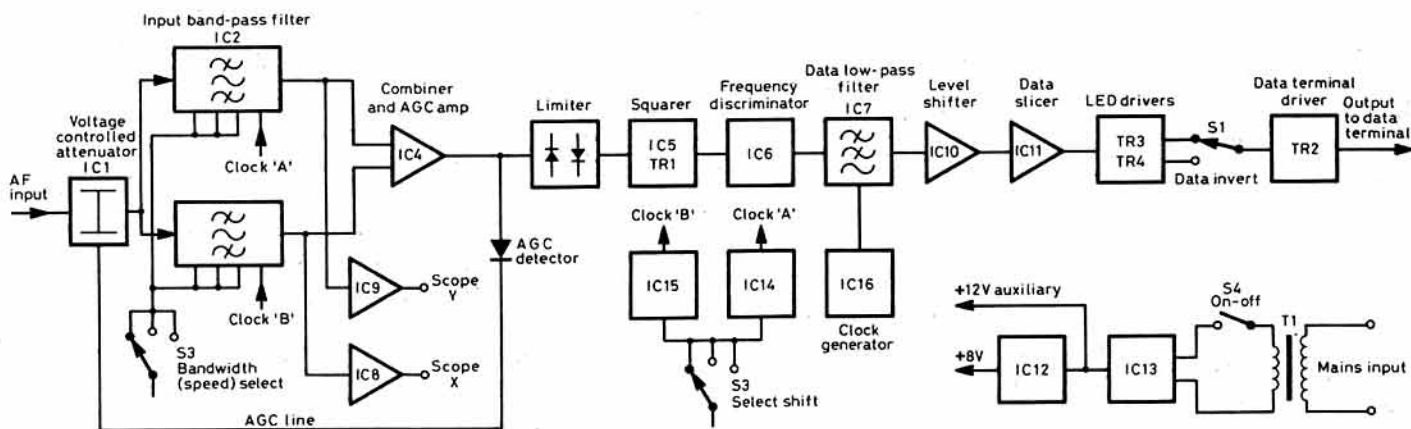 Input band-pass filter
IC2
Voltage
controlled
attenuator
IC1
AF
input
Clock 'A'
Clock 'B'
S3
Bandwidth
(speed) select
AGC line
Combiner
and AGC amp
IC4
IC9
Scope
Y
IC8
Scope
X
AGC
detector
Limiter
Squarer
IC5
TR1
Frequency
discriminator
IC6
Data low-pass
filter
IC7
Level
shifter
IC10
Data
slicer
IC11
LED drivers
TR3
TR4
S1
Data invert
Data terminal
driver
TR2
Output
to data
terminal
Clock 'B'
IC15
Clock 'A'
IC14
IC16
Clock
generator
S3
Select shift
+12V auxiliary
+8V
IC12
IC13
S4
On-off
T1
Mains input